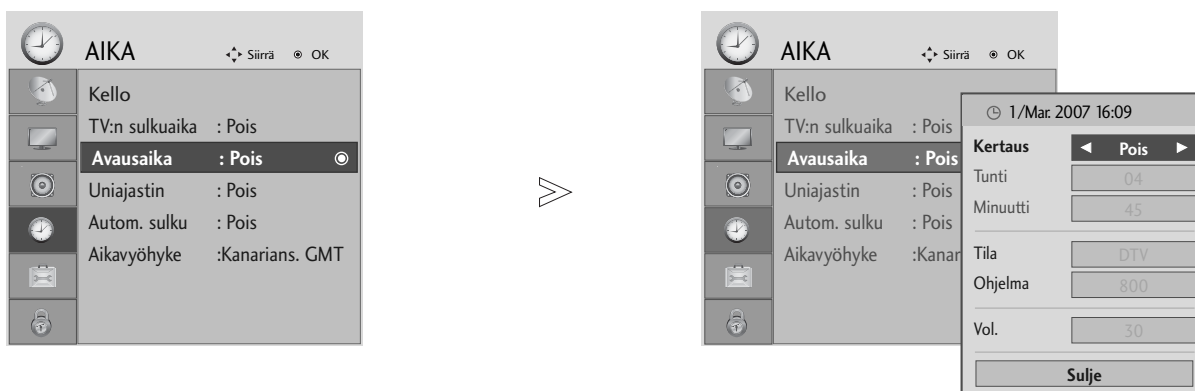 AIKA Siirrä OK
Kello
TV:n sulkuaika : Pois
Avausaika : Pois
Uniajastin : Pois
Autom. sulku : Pois
Aikavyöhyke :Kanarians. GMT
AIKA Siirrä OK
Kello
TV:n sulkuaika : Pois
Avausaika : Pois
Uniajastin : Pois
Autom. sulku : Pois
Aikavyöhyke :Kanar
1/Mar. 2007 16:09
Kertaus ◄ Pois ►
Tunti 04
Minuutti 45
Tila DTV
Ohjelma 800
Vol. 30
Sulje